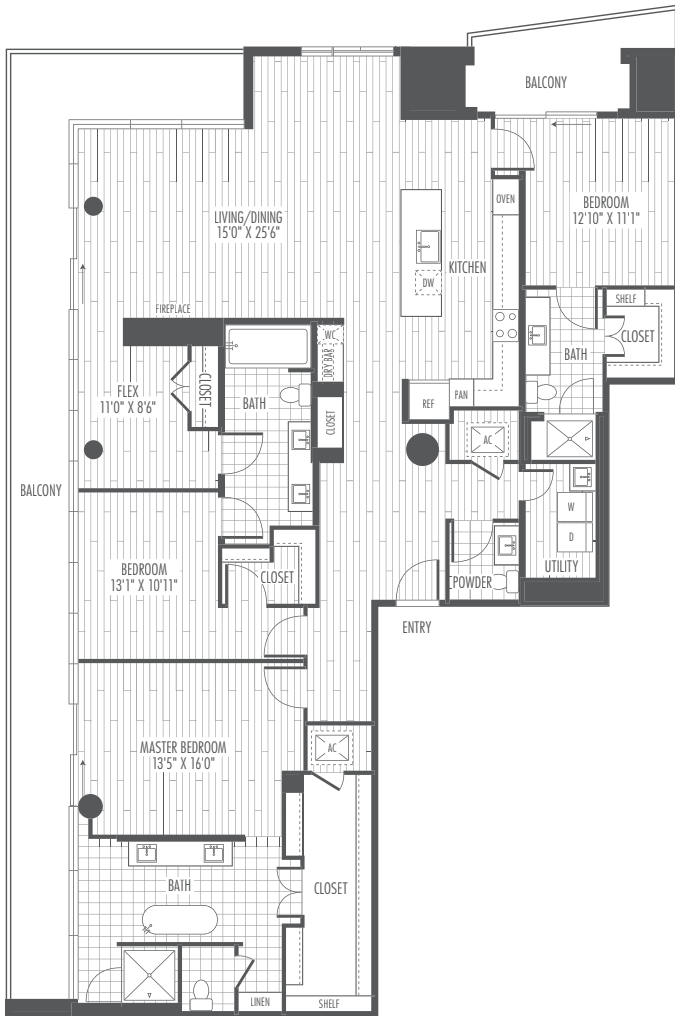 BALCONY
BEDROOM
12'10" X 11'1"
OVEN
LIVING/DINING
15'0" X 25'6"
KITCHEN
DW
SHELF
CLOSET
FIREPLACE
WC
DRY BAR
BATH
FLEX
11'0" X 8'6"
CLOSET
BATH
CLOSET
REF
PAN
AC
BALCONY
W
D
UTILITY
BEDROOM
13'1" X 10'11"
CLOSET
POWDER
ENTRY
MASTER BEDROOM
13'5" X 16'0"
AC
BATH
CLOSET
LINEN
SHELF